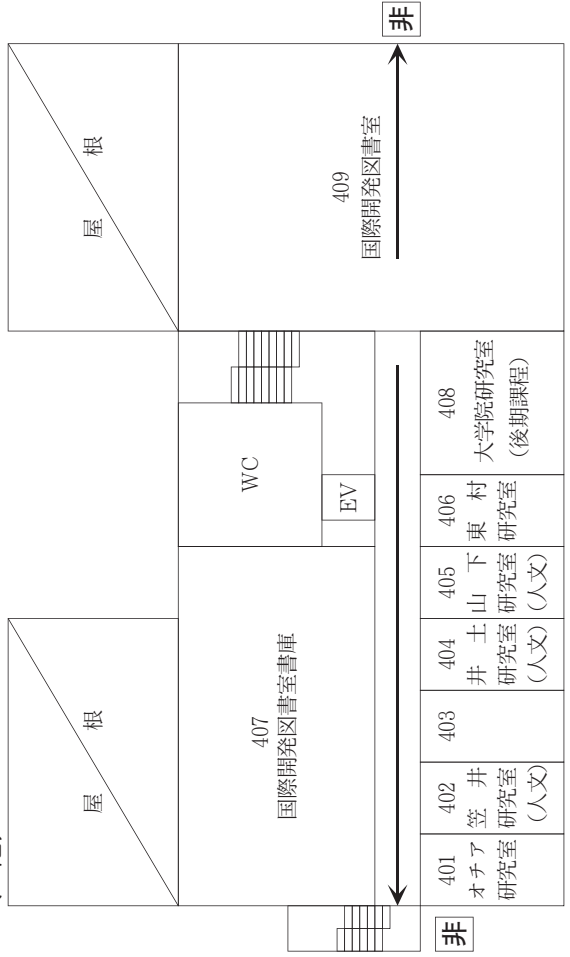 屋根
屋根
407
国際開発図書室書庫
WC
EV
409
国際開発図書室
非
非
401
オチア
研究室
402
笠井
研究室
(人文)
403
404
井土
研究室
(人文)
405
山下
研究室
(人文)
406
東村
研究室
408
大学院研究室
(後期課程)